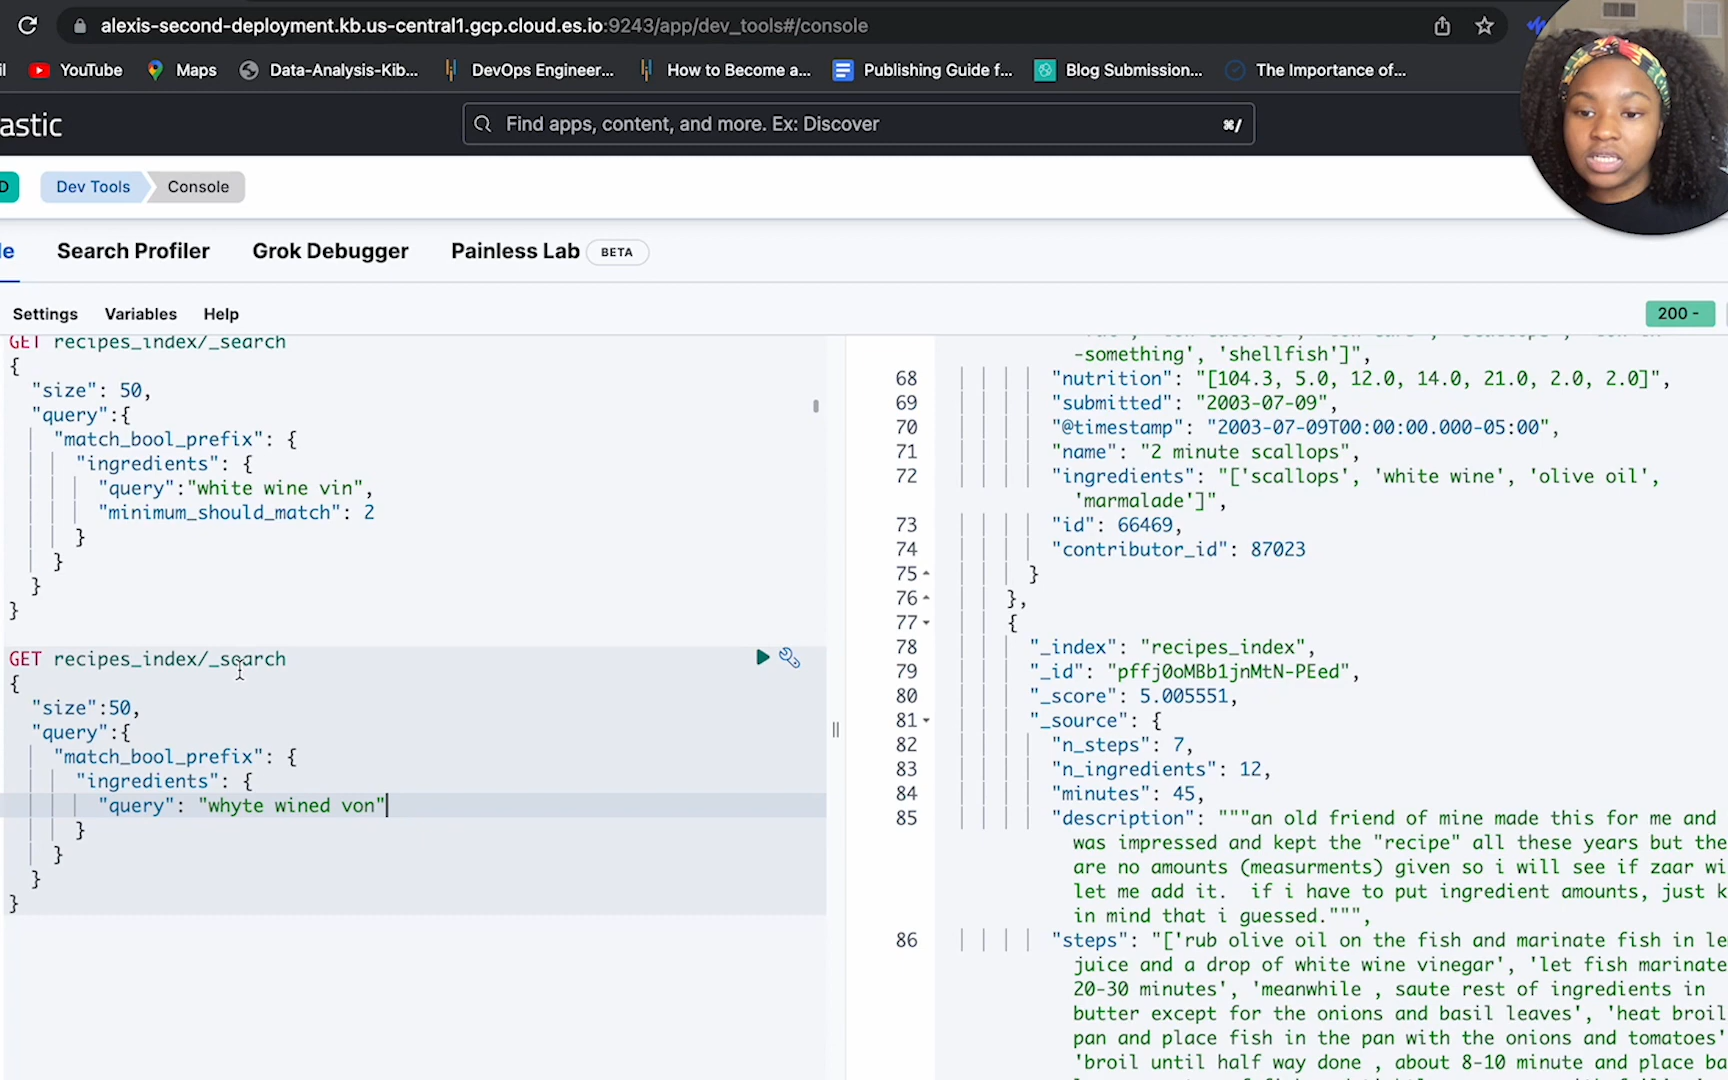 alexis-second-deployment.kb.us-central1.gcp.cloud.es.io:9243/app/dev_tools#/console
YouTube Maps Data-Analysis-Kib... DevOps Engineer... How to Become a... Publishing Guide f... Blog Submission... The Importance of...
astic Find apps, content, and more. Ex: Discover ⌘/
D Dev Tools Console
le Search Profiler Grok Debugger Painless Lab BETA
Settings Variables Help 200 -
GET recipes_index/_search
{
"size": 50,
"query":{
"match_bool_prefix": {
"ingredients": {
"query":"white wine vin",
"minimum_should_match": 2
}
}
}
}
GET recipes_index/_search
{
"size":50,
"query":{
"match_bool_prefix": {
"ingredients": {
"query": "whyte wined von"
}
}
}
}
-something', 'shellfish']",
68 "nutrition": "[104.3, 5.0, 12.0, 14.0, 21.0, 2.0, 2.0]",
69 "submitted": "2003-07-09",
70 "@timestamp": "2003-07-09T00:00:00.000-05:00",
71 "name": "2 minute scallops",
72 "ingredients": "['scallops', 'white wine', 'olive oil',
'marmalade']",
73 "id": 66469,
74 "contributor_id": 87023
75 }
76 },
77 {
78 "_index": "recipes_index",
79 "_id": "pffj0oMBb1jnMtN-PEed",
80 "_score": 5.005551,
81 "_source": {
82 "n_steps": 7,
83 "n_ingredients": 12,
84 "minutes": 45,
85 "description": """an old friend of mine made this for me and
was impressed and kept the "recipe" all these years but the
are no amounts (measurments) given so i will see if zaar wi
let me add it. if i have to put ingredient amounts, just k
in mind that i guessed.""",
86 "steps": "['rub olive oil on the fish and marinate fish in le
juice and a drop of white wine vinegar', 'let fish marinate
20-30 minutes', 'meanwhile , saute rest of ingredients in
butter except for the onions and basil leaves', 'heat broil
pan and place fish in the pan with the onions and tomatoes'
'broil until half way done , about 8-10 minute and place ba